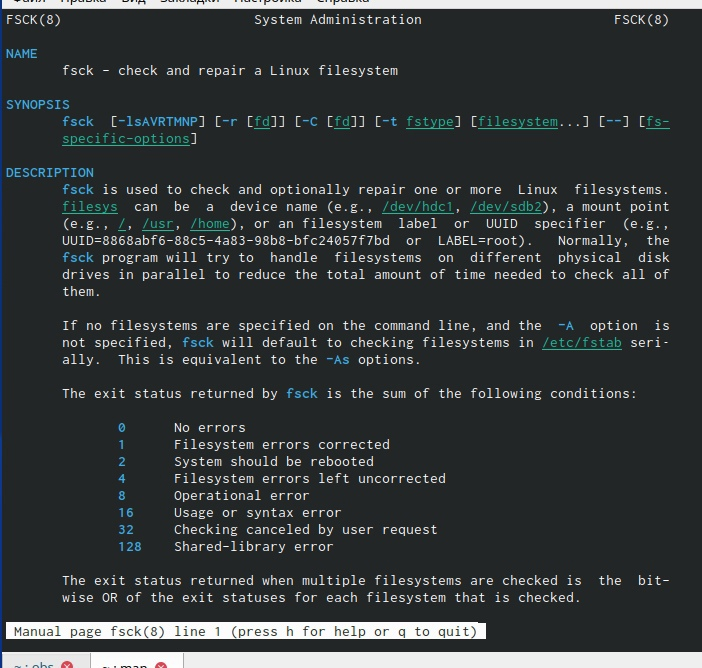 Файл Правка Вид Закладки Настройка Справка
FSCK(8) System Administration FSCK(8)
NAME
fsck - check and repair a Linux filesystem
SYNOPSIS
fsck [-lsAVRTMNP] [-r [fd]] [-C [fd]] [-t fstype] [filesystem...] [--] [fs-
specific-options]
DESCRIPTION
fsck is used to check and optionally repair one or more Linux filesystems.
filesys can be a device name (e.g., /dev/hdc1, /dev/sdb2), a mount point
(e.g., /, /usr, /home), or an filesystem label or UUID specifier (e.g.,
UUID=8868abf6-88c5-4a83-98b8-bfc24057f7bd or LABEL=root). Normally, the
fsck program will try to handle filesystems on different physical disk
drives in parallel to reduce the total amount of time needed to check all of
them.
If no filesystems are specified on the command line, and the -A option is
not specified, fsck will default to checking filesystems in /etc/fstab seri-
ally. This is equivalent to the -As options.
The exit status returned by fsck is the sum of the following conditions:
0 No errors
1 Filesystem errors corrected
2 System should be rebooted
4 Filesystem errors left uncorrected
8 Operational error
16 Usage or syntax error
32 Checking canceled by user request
128 Shared-library error
The exit status returned when multiple filesystems are checked is the bit-
wise OR of the exit statuses for each filesystem that is checked.
Manual page fsck(8) line 1 (press h for help or q to quit)
~ : obs ~ : man